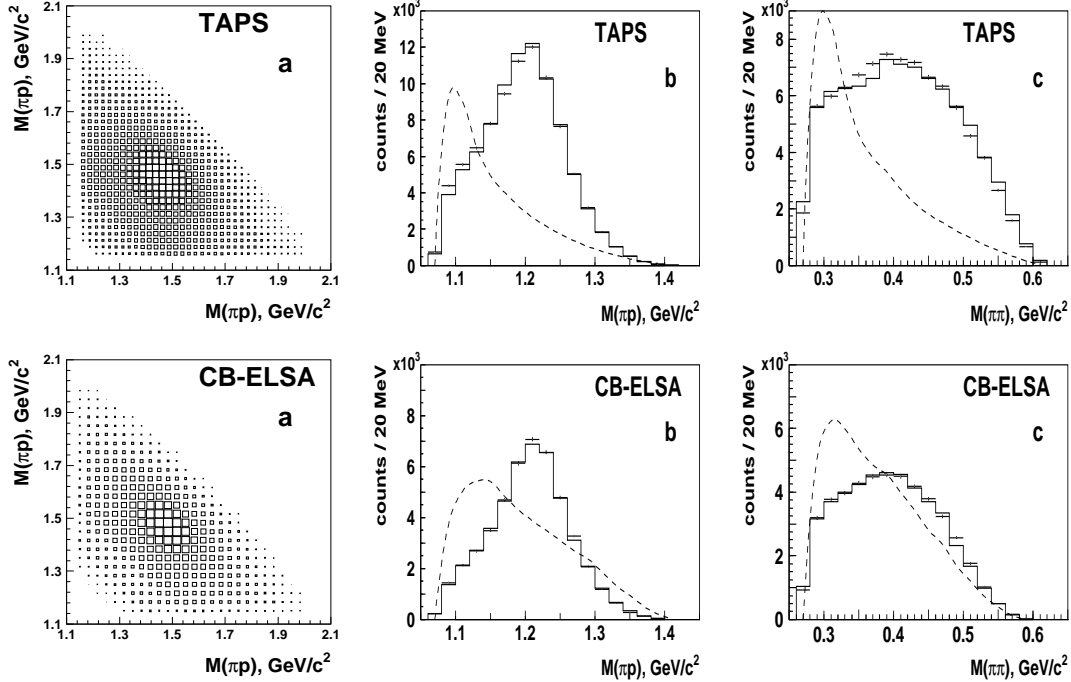 TAPS
a
M(πp), GeV/c²
2.1
1.9
1.7
1.5
1.3
1.1
1.1 1.3 1.5 1.7 1.9 2.1
M(πp), GeV/c²
x10³
TAPS
b
counts / 20 MeV
14
12
10
8
6
4
2
0
1.1 1.2 1.3 1.4
M(πp), GeV/c²
x10³
TAPS
c
counts / 20 MeV
10
8
6
4
2
0
0.3 0.4 0.5 0.6
M(ππ), GeV/c²
CB-ELSA
a
M(πp), GeV/c²
2.1
1.9
1.7
1.5
1.3
1.1
1.1 1.3 1.5 1.7 1.9 2.1
M(πp), GeV/c²
x10³
CB-ELSA
b
counts / 20 MeV
10
8
6
4
2
0
1.1 1.2 1.3 1.4
M(πp), GeV/c²
x10³
CB-ELSA
c
counts / 20 MeV
8
6
4
2
0
0.3 0.4 0.5 0.6
M(ππ), GeV/c²